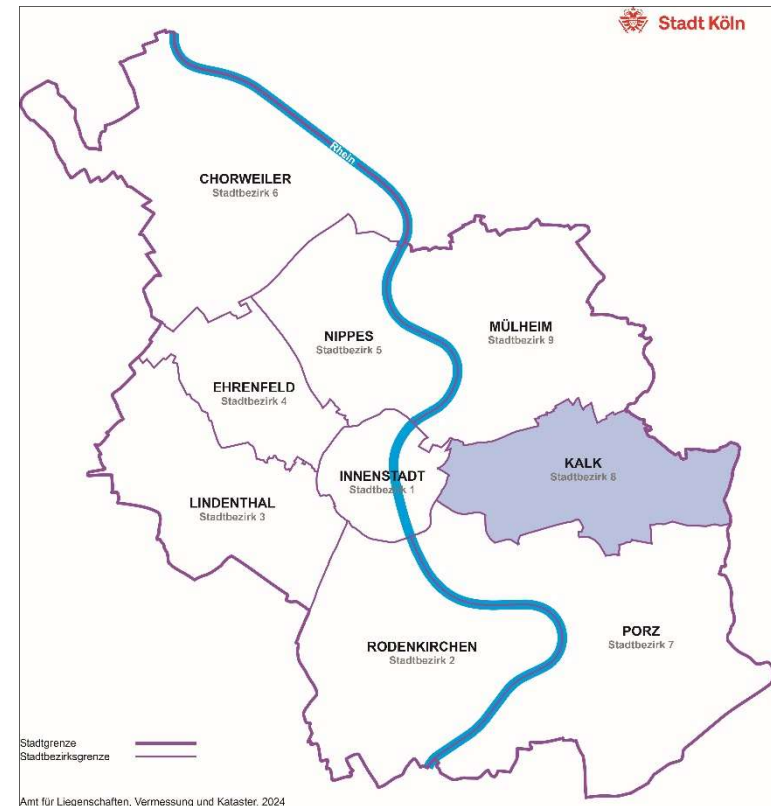 Stadt Köln
Rhein
CHORWEILER
Stadtbezirk 6
NIPPES
Stadtbezirk 5
MÜLHEIM
Stadtbezirk 9
EHRENFELD
Stadtbezirk 4
KALK
Stadtbezirk 8
INNENSTADT
Stadtbezirk 1
LINDENTHAL
Stadtbezirk 3
PORZ
Stadtbezirk 7
RODENKIRCHEN
Stadtbezirk 2
Stadtgrenze
Stadtbezirksgrenze
Amt für Liegenschaften, Vermessung und Kataster, 2024